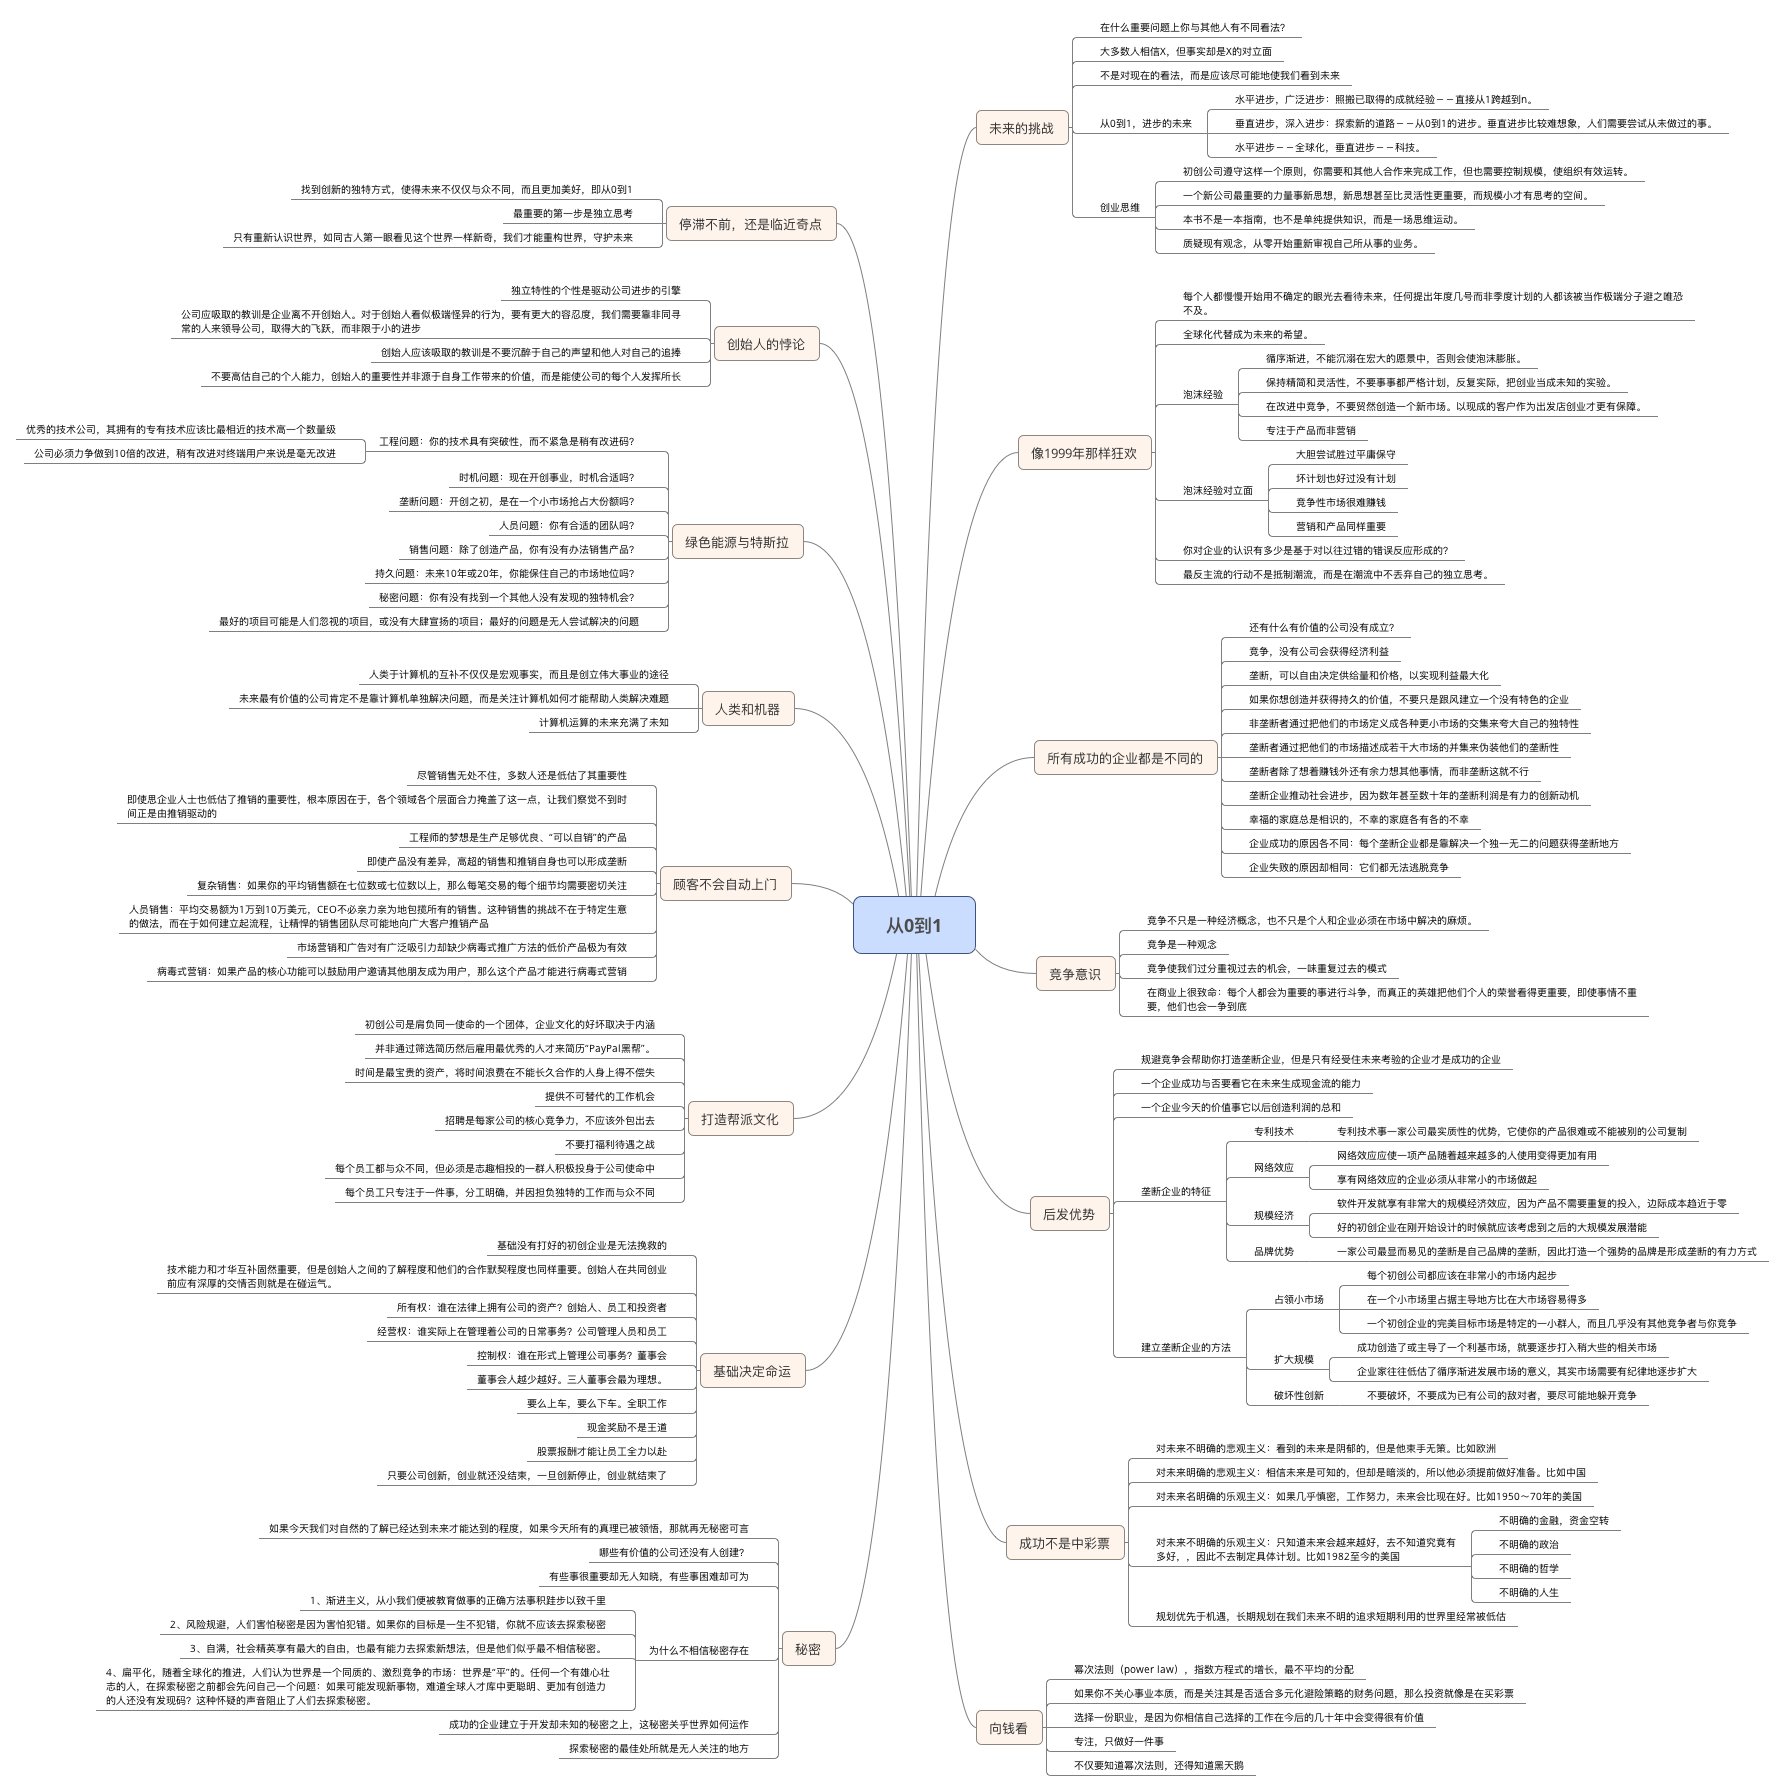 从0到1
未来的挑战
在什么重要问题上你与其他人有不同看法？
大多数人相信X，但事实却是X的对立面
不是对现在的看法，而是应该尽可能地使我们看到未来
从0到1，进步的未来
水平进步，广泛进步：照搬已取得的成就经验——直接从1跨越到n。
垂直进步，深入进步：探索新的道路——从0到1的进步。垂直进步比较难想象，人们需要尝试从未做过的事。
水平进步——全球化，垂直进步——科技。
创业思维
初创公司遵守这样一个原则，你需要和其他人合作来完成工作，但也需要控制规模，使组织有效运转。
一个新公司最重要的力量事新思想，新思想甚至比灵活性更重要，而规模小才有思考的空间。
本书不是一本指南，也不是单纯提供知识，而是一场思维运动。
质疑现有观念，从零开始重新审视自己所从事的业务。
像1999年那样狂欢
每个人都慢慢开始用不确定的眼光去看待未来，任何提出年度几号而非季度计划的人都该被当作极端分子避之唯恐
不及。
全球化代替成为未来的希望。
泡沫经验
循序渐进，不能沉溺在宏大的愿景中，否则会使泡沫膨胀。
保持精简和灵活性，不要事事都严格计划，反复实际，把创业当成未知的实验。
在改进中竞争，不要贸然创造一个新市场。以现成的客户作为出发店创业才更有保障。
专注于产品而非营销
泡沫经验对立面
大胆尝试胜过平庸保守
坏计划也好过没有计划
竞争性市场很难赚钱
营销和产品同样重要
你对企业的认识有多少是基于对以往过错的错误反应形成的？
最反主流的行动不是抵制潮流，而是在潮流中不丢弃自己的独立思考。
所有成功的企业都是不同的
还有什么有价值的公司没有成立？
竞争，没有公司会获得经济利益
垄断，可以自由决定供给量和价格，以实现利益最大化
如果你想创造并获得持久的价值，不要只是跟风建立一个没有特色的企业
非垄断者通过把他们的市场定义成各种更小市场的交集来夸大自己的独特性
垄断者通过把他们的市场描述成若干大市场的并集来伪装他们的垄断性
垄断者除了想着赚钱外还有余力想其他事情，而非垄断这就不行
垄断企业推动社会进步，因为数年甚至数十年的垄断利润是有力的创新动机
幸福的家庭总是相识的，不幸的家庭各有各的不幸
企业成功的原因各不同：每个垄断企业都是靠解决一个独一无二的问题获得垄断地方
企业失败的原因却相同：它们都无法逃脱竞争
竞争意识
竞争不只是一种经济概念，也不只是个人和企业必须在市场中解决的麻烦。
竞争是一种观念
竞争使我们过分重视过去的机会，一味重复过去的模式
在商业上很致命：每个人都会为重要的事进行斗争，而真正的英雄把他们个人的荣誉看得更重要，即使事情不重
要，他们也会一争到底
后发优势
规避竞争会帮助你打造垄断企业，但是只有经受住未来考验的企业才是成功的企业
一个企业成功与否要看它在未来生成现金流的能力
一个企业今天的价值事它以后创造利润的总和
垄断企业的特征
专利技术
专利技术事一家公司最实质性的优势，它使你的产品很难或不能被别的公司复制
网络效应
网络效应应使一项产品随着越来越多的人使用变得更加有用
享有网络效应的企业必须从非常小的市场做起
规模经济
软件开发就享有非常大的规模经济效应，因为产品不需要重复的投入，边际成本趋近于零
好的初创企业在刚开始设计的时候就应该考虑到之后的大规模发展潜能
品牌优势
一家公司最显而易见的垄断是自己品牌的垄断，因此打造一个强势的品牌是形成垄断的有力方式
建立垄断企业的方法
占领小市场
每个初创公司都应该在非常小的市场内起步
在一个小市场里占据主导地方比在大市场容易得多
一个初创企业的完美目标市场是特定的一小群人，而且几乎没有其他竞争者与你竞争
扩大规模
成功创造了或主导了一个利基市场，就要逐步打入稍大些的相关市场
企业家往往低估了循序渐进发展市场的意义，其实市场需要有纪律地逐步扩大
破坏性创新
不要破坏，不要成为已有公司的敌对者，要尽可能地躲开竞争
成功不是中彩票
对未来不明确的悲观主义：看到的未来是阴郁的，但是他束手无策。比如欧洲
对未来明确的悲观主义：相信未来是可知的，但却是暗淡的，所以他必须提前做好准备。比如中国
对未来名明确的乐观主义：如果几乎慎密，工作努力，未来会比现在好。比如1950～70年的美国
对未来不明确的乐观主义：只知道未来会越来越好，去不知道究竟有
多好，，因此不去制定具体计划。比如1982至今的美国
不明确的金融，资金空转
不明确的政治
不明确的哲学
不明确的人生
规划优先于机遇，长期规划在我们未来不明的追求短期利用的世界里经常被低估
向钱看
幂次法则（power law），指数方程式的增长，最不平均的分配
如果你不关心事业本质，而是关注其是否适合多元化避险策略的财务问题，那么投资就像是在买彩票
选择一份职业，是因为你相信自己选择的工作在今后的几十年中会变得很有价值
专注，只做好一件事
不仅要知道幂次法则，还得知道黑天鹅
停滞不前，还是临近奇点
找到创新的独特方式，使得未来不仅仅与众不同，而且更加美好，即从0到1
最重要的第一步是独立思考
只有重新认识世界，如同古人第一眼看见这个世界一样新奇，我们才能重构世界，守护未来
创始人的悖论
独立特性的个性是驱动公司进步的引擎
公司应吸取的教训是企业离不开创始人。对于创始人看似极端怪异的行为，要有更大的容忍度，我们需要靠非同寻
常的人来领导公司，取得大的飞跃，而非限于小的进步
创始人应该吸取的教训是不要沉醉于自己的声望和他人对自己的追捧
不要高估自己的个人能力，创始人的重要性并非源于自身工作带来的价值，而是能使公司的每个人发挥所长
绿色能源与特斯拉
工程问题：你的技术具有突破性，而不紧急是稍有改进码？
优秀的技术公司，其拥有的专有技术应该比最相近的技术高一个数量级
公司必须力争做到10倍的改进，稍有改进对终端用户来说是毫无改进
时机问题：现在开创事业，时机合适吗？
垄断问题：开创之初，是在一个小市场抢占大份额吗？
人员问题：你有合适的团队吗？
销售问题：除了创造产品，你有没有办法销售产品？
持久问题：未来10年或20年，你能保住自己的市场地位吗？
秘密问题：你有没有找到一个其他人没有发现的独特机会？
最好的项目可能是人们忽视的项目，或没有大肆宣扬的项目；最好的问题是无人尝试解决的问题
人类和机器
人类于计算机的互补不仅仅是宏观事实，而且是创立伟大事业的途径
未来最有价值的公司肯定不是靠计算机单独解决问题，而是关注计算机如何才能帮助人类解决难题
计算机运算的未来充满了未知
顾客不会自动上门
尽管销售无处不住，多数人还是低估了其重要性
即使思企业人士也低估了推销的重要性，根本原因在于，各个领域各个层面合力掩盖了这一点，让我们察觉不到时
间正是由推销驱动的
工程师的梦想是生产足够优良、“可以自销”的产品
即使产品没有差异，高超的销售和推销自身也可以形成垄断
复杂销售：如果你的平均销售额在七位数或七位数以上，那么每笔交易的每个细节均需要密切关注
人员销售：平均交易额为1万到10万美元，CEO不必亲力亲为地包揽所有的销售。这种销售的挑战不在于特定生意
的做法，而在于如何建立起流程，让精悍的销售团队尽可能地向广大客户推销产品
市场营销和广告对有广泛吸引力却缺少病毒式推广方法的低价产品极为有效
病毒式营销：如果产品的核心功能可以鼓励用户邀请其他朋友成为用户，那么这个产品才能进行病毒式营销
打造帮派文化
初创公司是肩负同一使命的一个团体，企业文化的好坏取决于内涵
并非通过筛选简历然后雇用最优秀的人才来简历“PayPal黑帮”。
时间是最宝贵的资产，将时间浪费在不能长久合作的人身上得不偿失
提供不可替代的工作机会
招聘是每家公司的核心竞争力，不应该外包出去
不要打福利待遇之战
每个员工都与众不同，但必须是志趣相投的一群人积极投身于公司使命中
每个员工只专注于一件事，分工明确，并因担负独特的工作而与众不同
基础决定命运
基础没有打好的初创企业是无法挽救的
技术能力和才华互补固然重要，但是创始人之间的了解程度和他们的合作默契程度也同样重要。创始人在共同创业
前应有深厚的交情否则就是在碰运气。
所有权：谁在法律上拥有公司的资产？创始人、员工和投资者
经营权：谁实际上在管理着公司的日常事务？公司管理人员和员工
控制权：谁在形式上管理公司事务？董事会
董事会人越少越好。三人董事会最为理想。
要么上车，要么下车。全职工作
现金奖励不是王道
股票报酬才能让员工全力以赴
只要公司创新，创业就还没结束，一旦创新停止，创业就结束了
秘密
如果今天我们对自然的了解已经达到未来才能达到的程度，如果今天所有的真理已被领悟，那就再无秘密可言
哪些有价值的公司还没有人创建？
有些事很重要却无人知晓，有些事困难却可为
为什么不相信秘密存在
1、渐进主义，从小我们便被教育做事的正确方法事积跬步以致千里
2、风险规避，人们害怕秘密是因为害怕犯错。如果你的目标是一生不犯错，你就不应该去探索秘密
3、自满，社会精英享有最大的自由，也最有能力去探索新想法，但是他们似乎最不相信秘密。
4、扁平化，随着全球化的推进，人们认为世界是一个同质的、激烈竞争的市场：世界是“平”的。任何一个有雄心壮
志的人，在探索秘密之前都会先问自己一个问题：如果可能发现新事物，难道全球人才库中更聪明、更加有创造力
的人还没有发现码？这种怀疑的声音阻止了人们去探索秘密。
成功的企业建立于开发却未知的秘密之上，这秘密关乎世界如何运作
探索秘密的最佳处所就是无人关注的地方